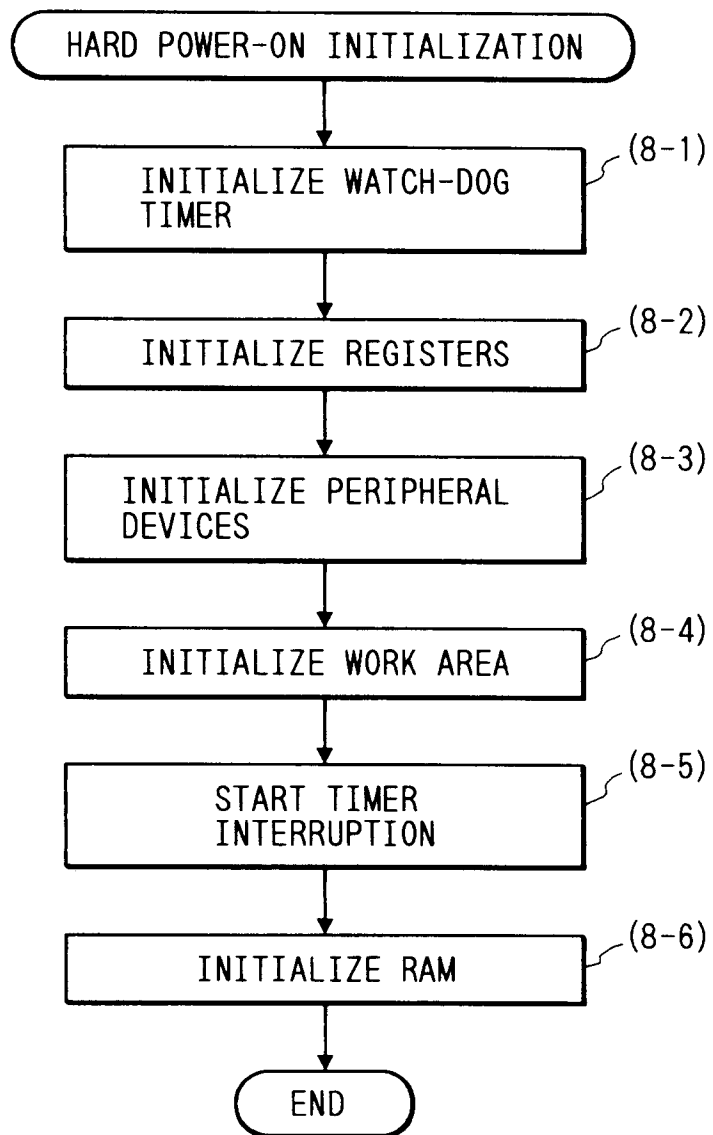 HARD POWER-ON INITIALIZATION
(8-1)
INITIALIZE WATCH-DOG
TIMER
(8-2)
INITIALIZE REGISTERS
(8-3)
INITIALIZE PERIPHERAL
DEVICES
(8-4)
INITIALIZE WORK AREA
(8-5)
START TIMER
INTERRUPTION
(8-6)
INITIALIZE RAM
END